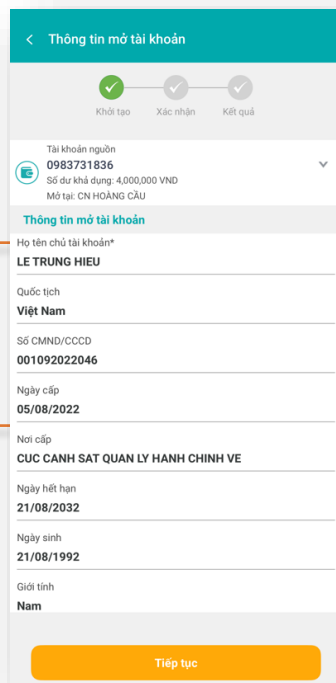 Thông tin mở tài khoản
Khởi tạo Xác nhận Kết quả
Tài khoản nguồn
0983731836
Số dư khả dụng: 4,000,000 VND
Mở tại: CN HOÀNG CẦU
Thông tin mở tài khoản
Họ tên chủ tài khoản*
LE TRUNG HIEU
Quốc tịch
Việt Nam
Số CMND/CCCD
001092022046
Ngày cấp
05/08/2022
Nơi cấp
CUC CANH SAT QUAN LY HANH CHINH VE
Ngày hết hạn
21/08/2032
Ngày sinh
21/08/1992
Giới tính
Nam
Tiếp tục